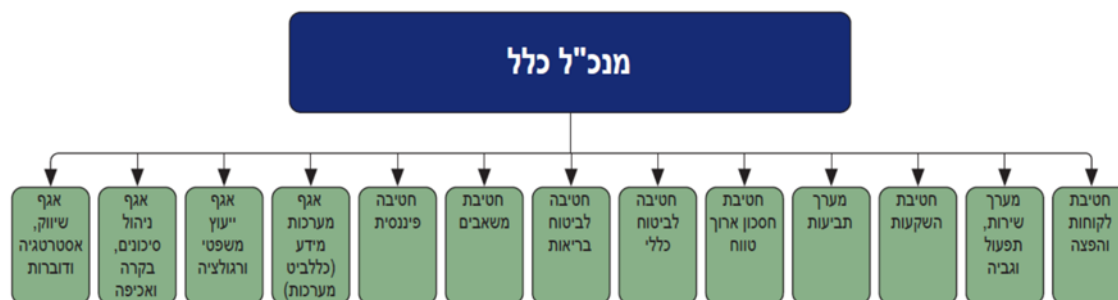 מנכ"ל כלל
חטיבת
לקוחות
והפצה
מערך
שירות,
תפעול
וגביה
חטיבת
השקעות
מערך
תביעות
חטיבת
חסכון ארוך
טווח
חטיבה
לביטוח
כללי
חטיבה
לביטוח
בריאות
חטיבת
משאבים
חטיבה
פיננסית
אגף
מערכות
מידע
(כללביט
מערכות)
אגף
ייעוץ
משפטי
ורגולציה
אגף
ניהול
סיכונים,
בקרה
ואכיפה
אגף
שיווק,
אסטרטגיה
ודוברות